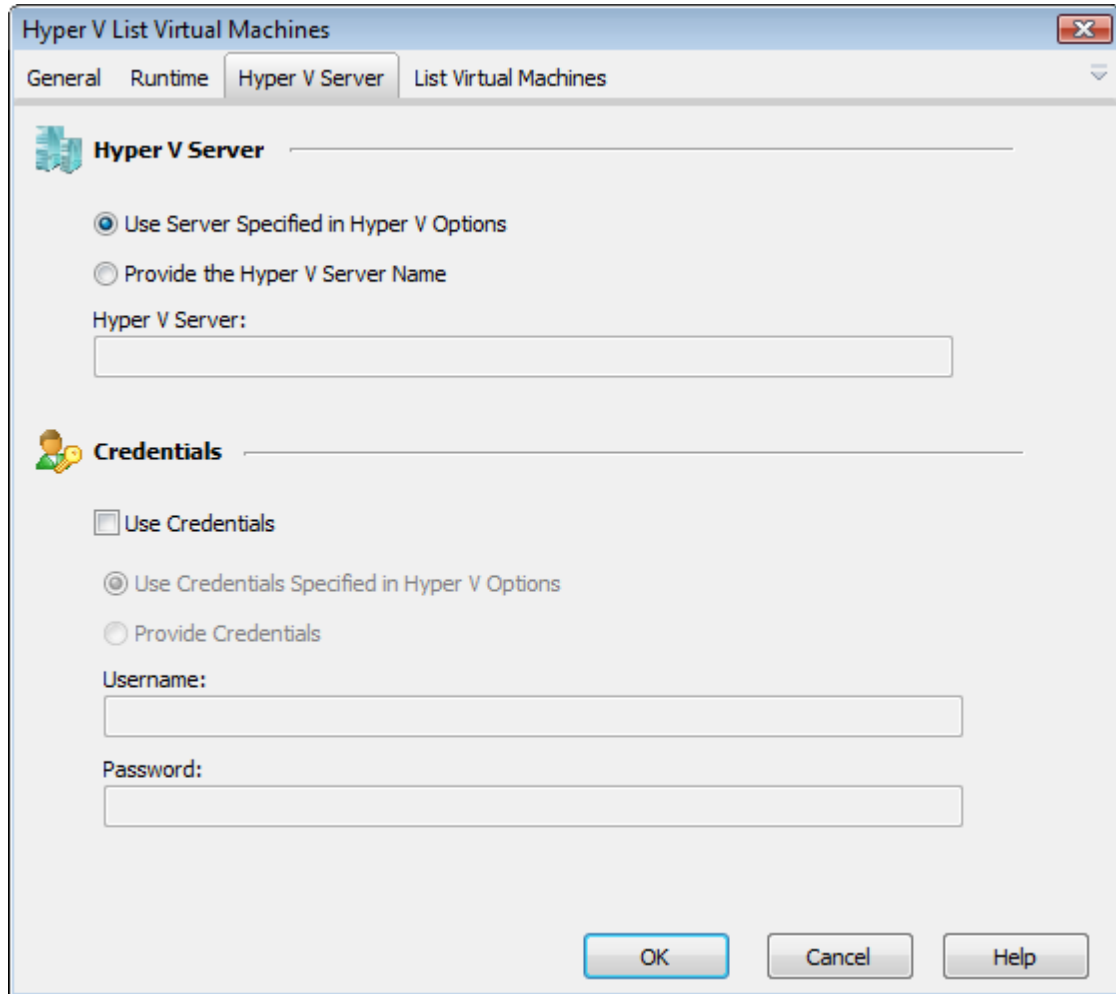 Hyper V List Virtual Machines
General Runtime Hyper V Server List Virtual Machines
Hyper V Server
Use Server Specified in Hyper V Options
Provide the Hyper V Server Name
Hyper V Server:
Credentials
Use Credentials
Use Credentials Specified in Hyper V Options
Provide Credentials
Username:
Password:
OK Cancel Help